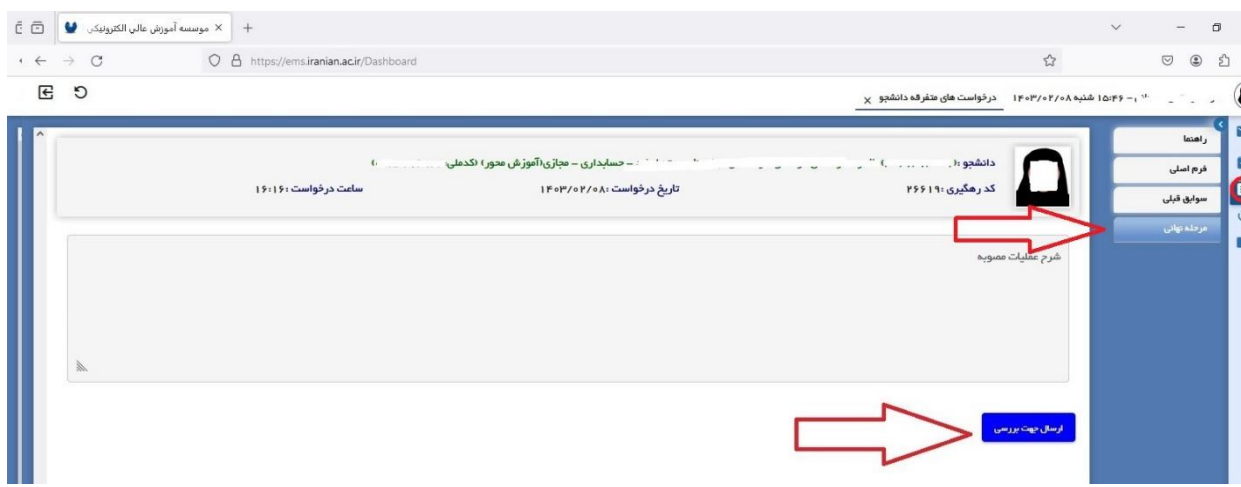 موسسه آموزش عالی الکترونیکی
https://ems.iranian.ac.ir/Dashboard
۱۵:۴۶ شنبه ۱۴۰۳/۰۲/۰۸ درخواست های متفرقه دانشجو
راهنما
فرم اصلی
سوابق قبلی
مرحله نهائی
دانشجو :( – حسابداری – مجازی(آموزش محور) (کدملی:
کد رهگیری :۲۶۶۱۹ تاریخ درخواست :۱۴۰۳/۰۲/۰۸ ساعت درخواست :۱۶:۱۶
شرح عملیات مصوبه
ارسال جهت بررسی